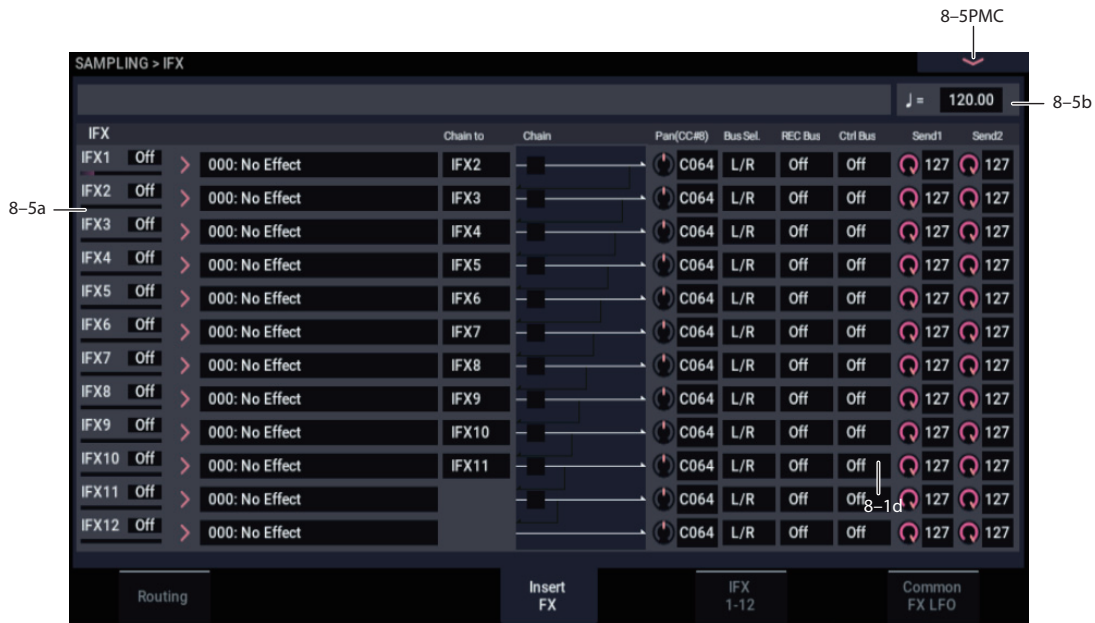 8–5PMC
SAMPLING > IFX
♩ = 120.00
8–5b
IFX Chain to Chain Pan(CC#8) Bus Sel. REC Bus Ctrl Bus Send1 Send2
IFX1 Off 000: No Effect IFX2 C064 L/R Off Off 127 127
IFX2 Off 000: No Effect IFX3 C064 L/R Off Off 127 127
8–5a
IFX3 Off 000: No Effect IFX4 C064 L/R Off Off 127 127
IFX4 Off 000: No Effect IFX5 C064 L/R Off Off 127 127
IFX5 Off 000: No Effect IFX6 C064 L/R Off Off 127 127
IFX6 Off 000: No Effect IFX7 C064 L/R Off Off 127 127
IFX7 Off 000: No Effect IFX8 C064 L/R Off Off 127 127
IFX8 Off 000: No Effect IFX9 C064 L/R Off Off 127 127
IFX9 Off 000: No Effect IFX10 C064 L/R Off Off 127 127
IFX10 Off 000: No Effect IFX11 C064 L/R Off Off 127 127
IFX11 Off 000: No Effect C064 L/R Off Off 127 127
8–1d
IFX12 Off 000: No Effect C064 L/R Off Off 127 127
Routing
Insert
FX
IFX
1-12
Common
FX LFO